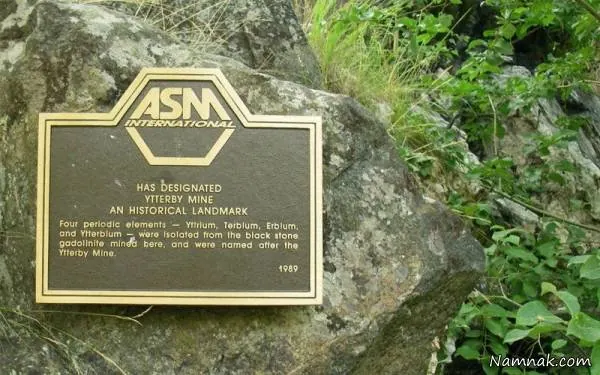 ASM
INTERNATIONAL
HAS DESIGNATED
YTTERBY MINE
AN HISTORICAL LANDMARK
Four periodic elements — Yttrium, Terbium, Erbium,
and Ytterbium — were isolated from the black stone
gadolinite mined here, and were named after the
Ytterby Mine.
1989
Namnak.com